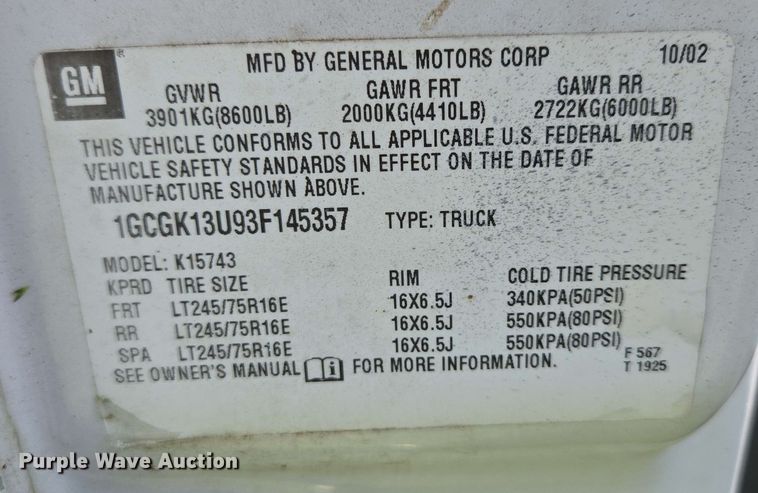 GM
MFD BY GENERAL MOTORS CORP 10/02
GVWR GAWR FRT GAWR RR
3901KG(8600LB) 2000KG(4410LB) 2722KG(6000LB)
THIS VEHICLE CONFORMS TO ALL APPLICABLE U.S. FEDERAL MOTOR
VEHICLE SAFETY STANDARDS IN EFFECT ON THE DATE OF
MANUFACTURE SHOWN ABOVE.
1GCGK13U93F145357 TYPE: TRUCK
MODEL: K15743
KPRD TIRE SIZE RIM COLD TIRE PRESSURE
FRT LT245/75R16E 16X6.5J 340KPA(50PSI)
RR LT245/75R16E 16X6.5J 550KPA(80PSI)
SPA LT245/75R16E 16X6.5J 550KPA(80PSI)
SEE OWNER'S MANUAL i FOR MORE INFORMATION.
F 567
T 1925
Purple Wave Auction